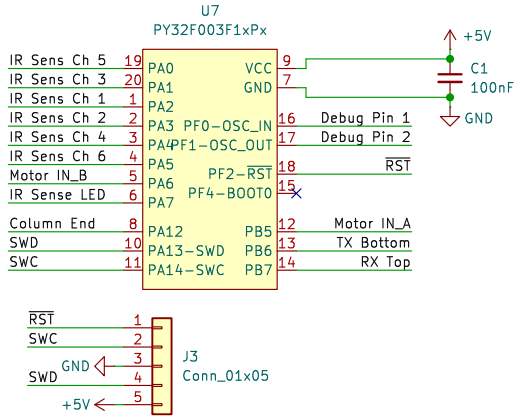 U7
PY32F003F1xPx
IR Sens Ch 5 19 PA0 VCC 9 +5V
IR Sens Ch 3 20 PA1 GND 7 C1
IR Sens Ch 1 1 PA2 100nF
IR Sens Ch 2 2 PA3 PF0-OSC_IN 16 Debug Pin 1 GND
IR Sens Ch 4 3 PA4 PF1-OSC_OUT 17 Debug Pin 2
IR Sens Ch 6 4 PA5 PF2-RST 18 RST
Motor IN_B 5 PA6 PF4-BOOT0 15
IR Sense LED 6 PA7
Column End 8 PA12 PB5 12 Motor IN_A
SWD 10 PA13-SWD PB6 13 TX Bottom
SWC 11 PA14-SWC PB7 14 RX Top
RST 1
SWC 2
GND 3 J3
SWD 4 Conn_01x05
+5V 5